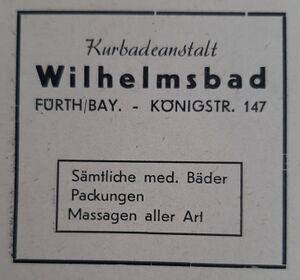 Kurbadeanstalt
Wilhelmsbad
FÜRTH/BAY. - KÖNIGSTR. 147
Sämtliche med. Bäder
Packungen
Massagen aller Art